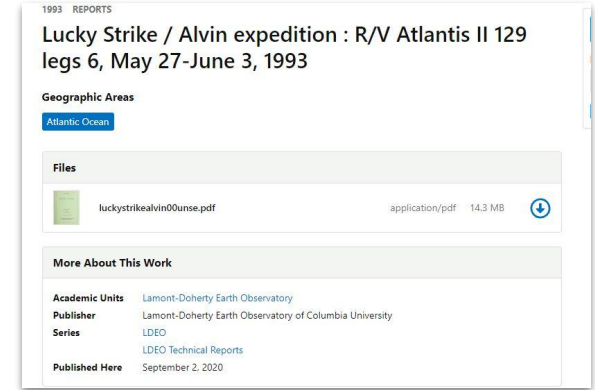 1993 REPORTS
Lucky Strike / Alvin expedition : R/V Atlantis II 129
legs 6, May 27-June 3, 1993
Geographic Areas
Atlantic Ocean
Files
luckystrikealvin00unse.pdf application/pdf 14.3 MB
More About This Work
Academic Units Lamont-Doherty Earth Observatory
Publisher Lamont-Doherty Earth Observatory of Columbia University
Series LDEO
LDEO Technical Reports
Published Here September 2, 2020